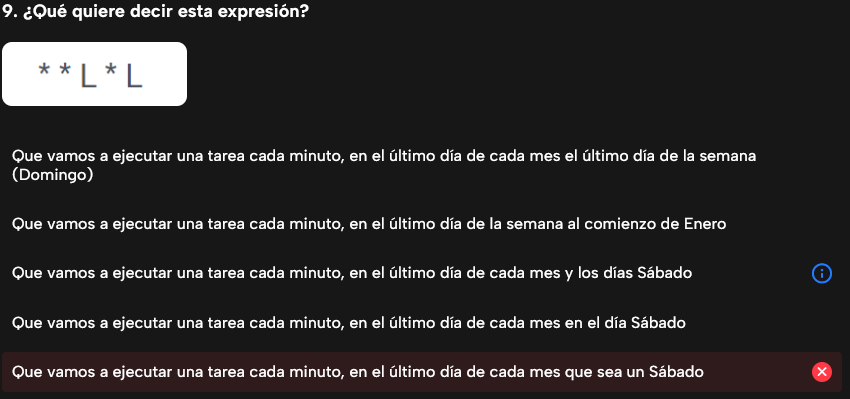 9. ¿Qué quiere decir esta expresión?
* * L * L
Que vamos a ejecutar una tarea cada minuto, en el último día de cada mes el último día de la semana
(Domingo)
Que vamos a ejecutar una tarea cada minuto, en el último día de la semana al comienzo de Enero
Que vamos a ejecutar una tarea cada minuto, en el último día de cada mes y los días Sábado
Que vamos a ejecutar una tarea cada minuto, en el último día de cada mes en el día Sábado
Que vamos a ejecutar una tarea cada minuto, en el último día de cada mes que sea un Sábado